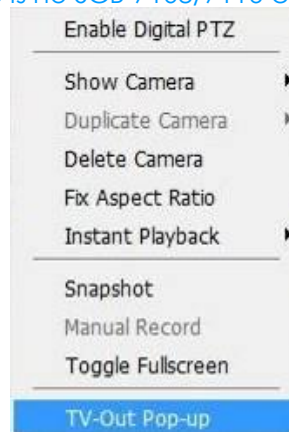 Enable Digital PTZ
Show Camera
Duplicate Camera
Delete Camera
Fix Aspect Ratio
Instant Playback
Snapshot
Manual Record
Toggle Fullscreen
TV-Out Pop-up